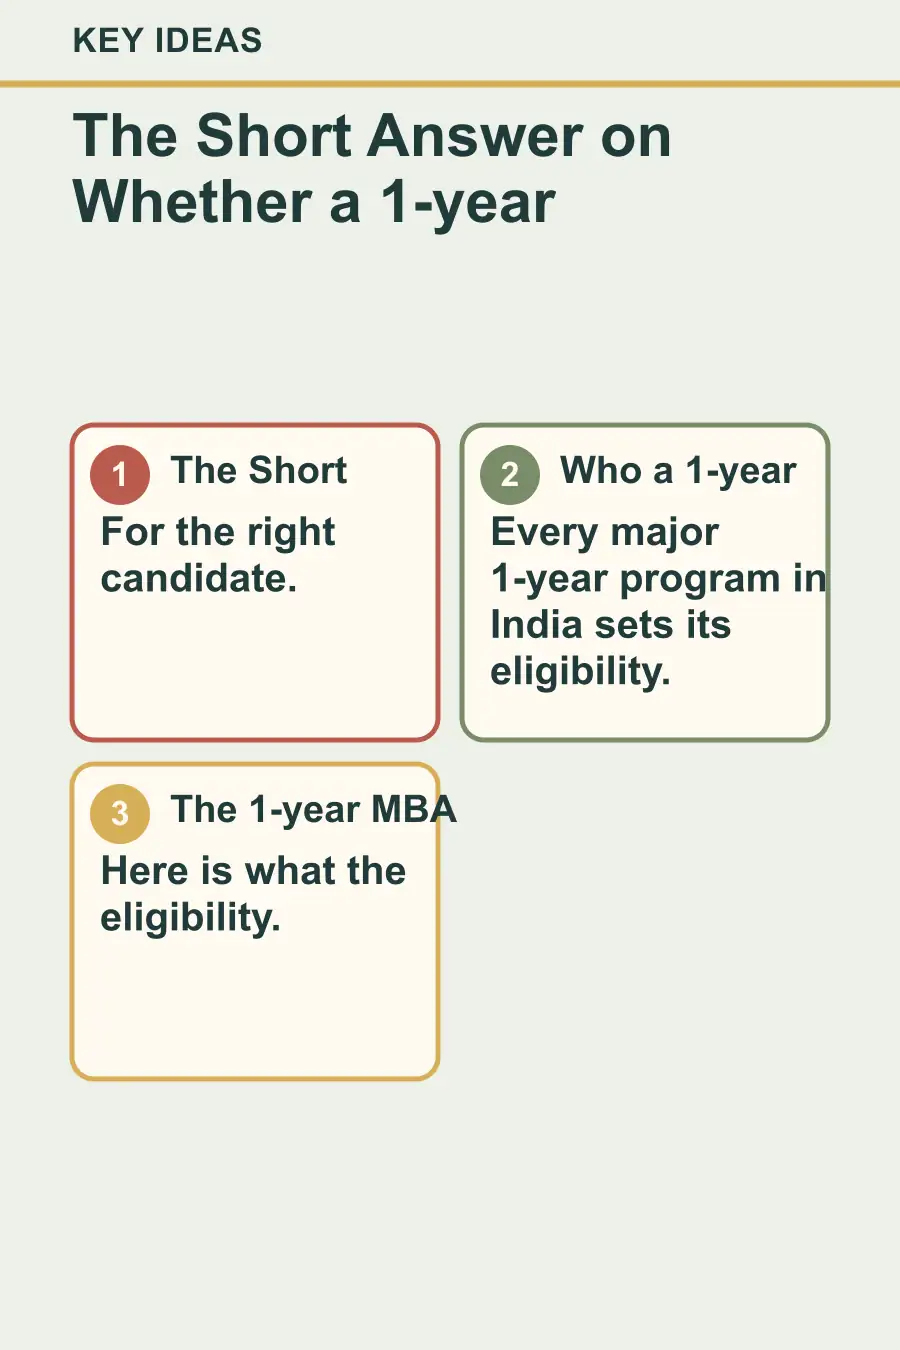 KEY IDEAS
The Short Answer on
Whether a 1-year
1
The Short
For the right
candidate.
2
Who a 1-year
Every major
1-year program in
India sets its
eligibility.
3
The 1-year MBA
Here is what the
eligibility.